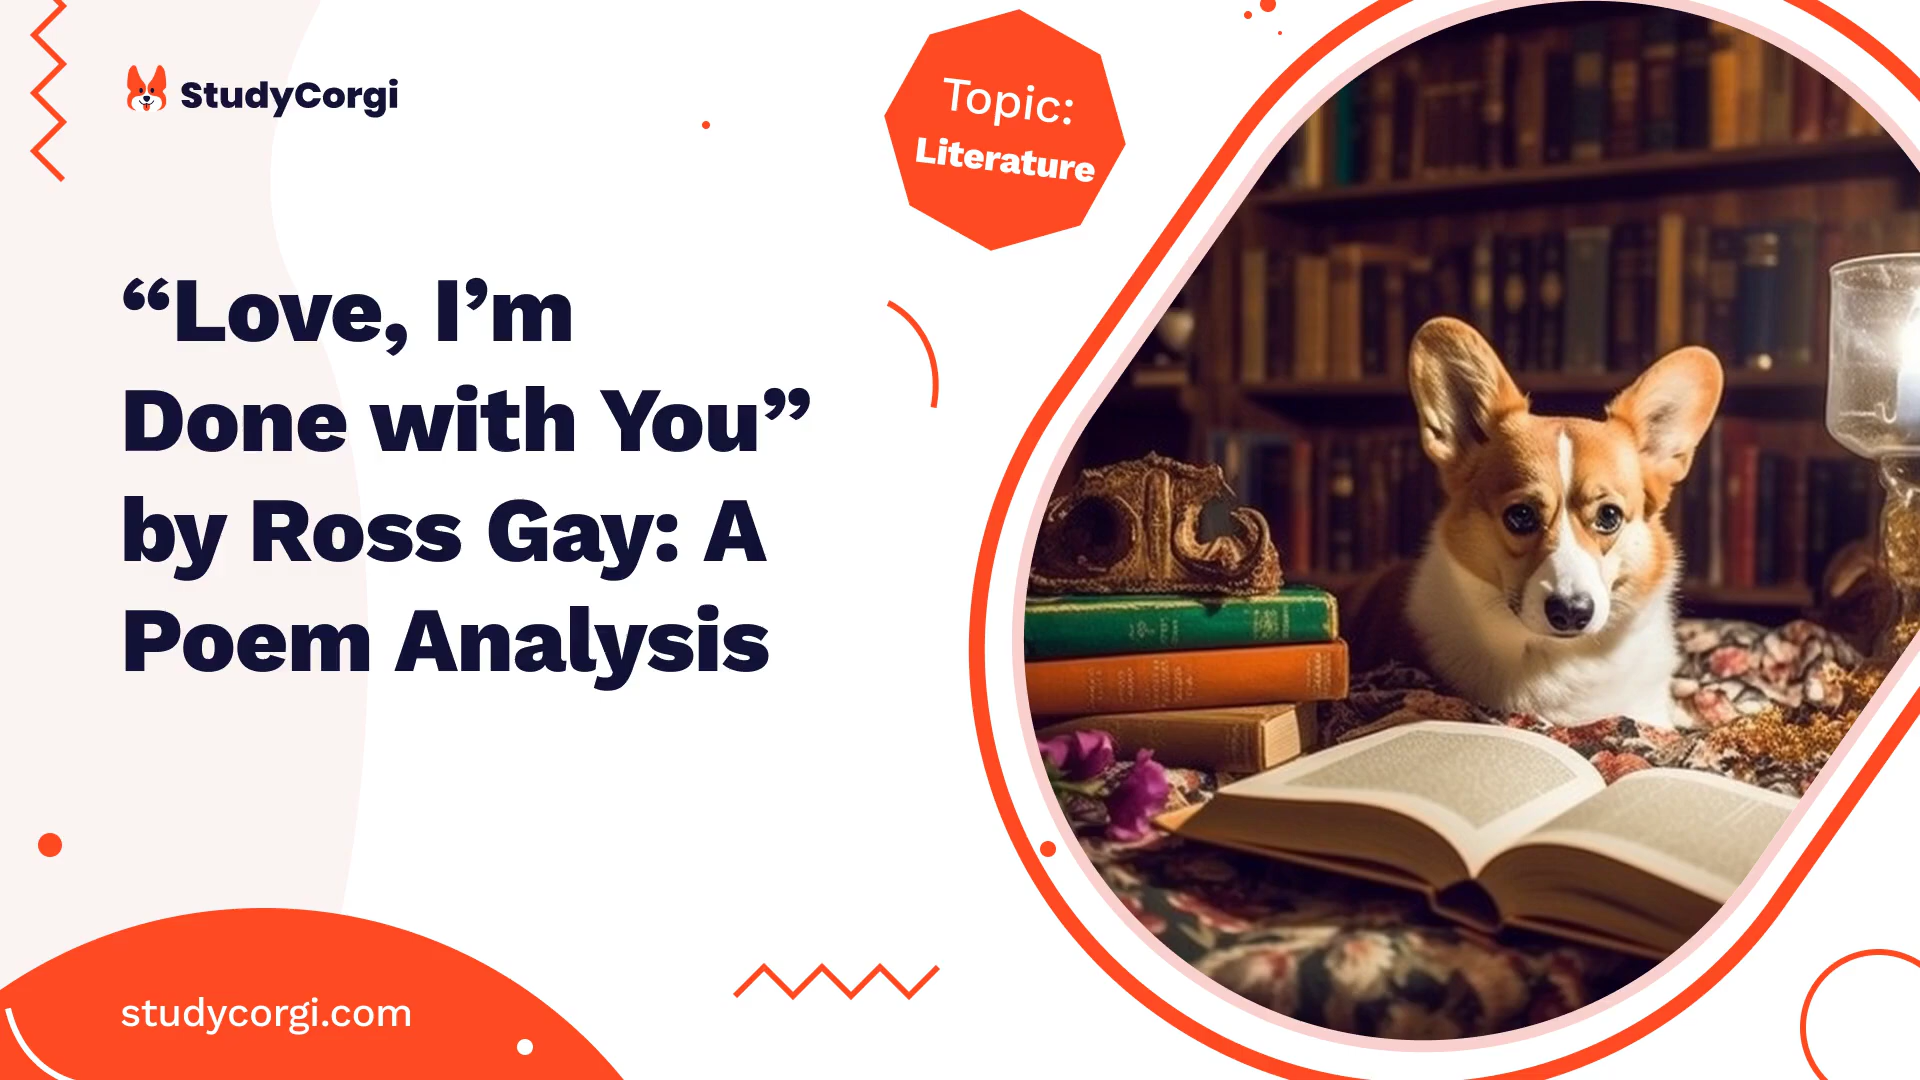 StudyCorgi
Topic:
Literature
“Love, I’m
Done with You”
by Ross Gay: A
Poem Analysis
studycorgi.com